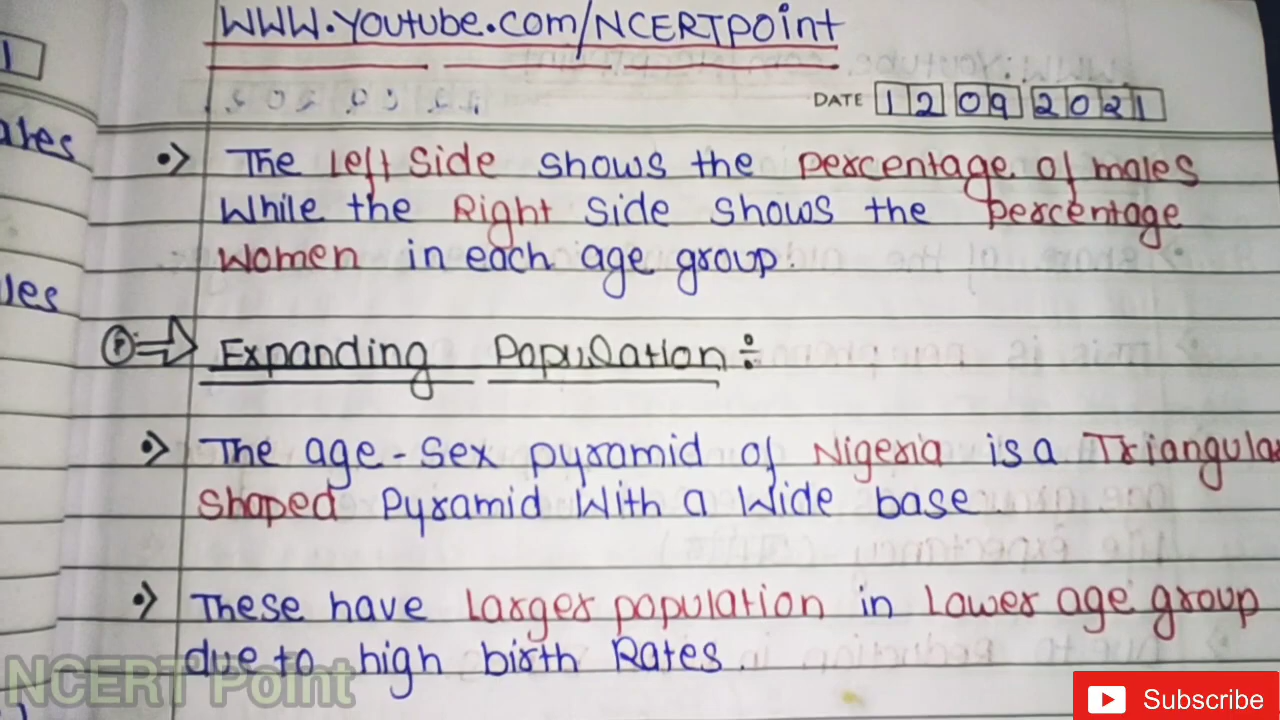 WWW.Youtube.com/NCERTPoint
DATE 12 09 2021
1
The Left Side shows the percentage of males
While the Right Side shows the percentage
Women in each age group.
Expanding Population÷
The age-sex pyramid of Nigeria is a Triangular
Shaped Pyramid With a Wide base
These have larger population in Lower age group
due to high birth Rates.
NCERT Point
Subscribe